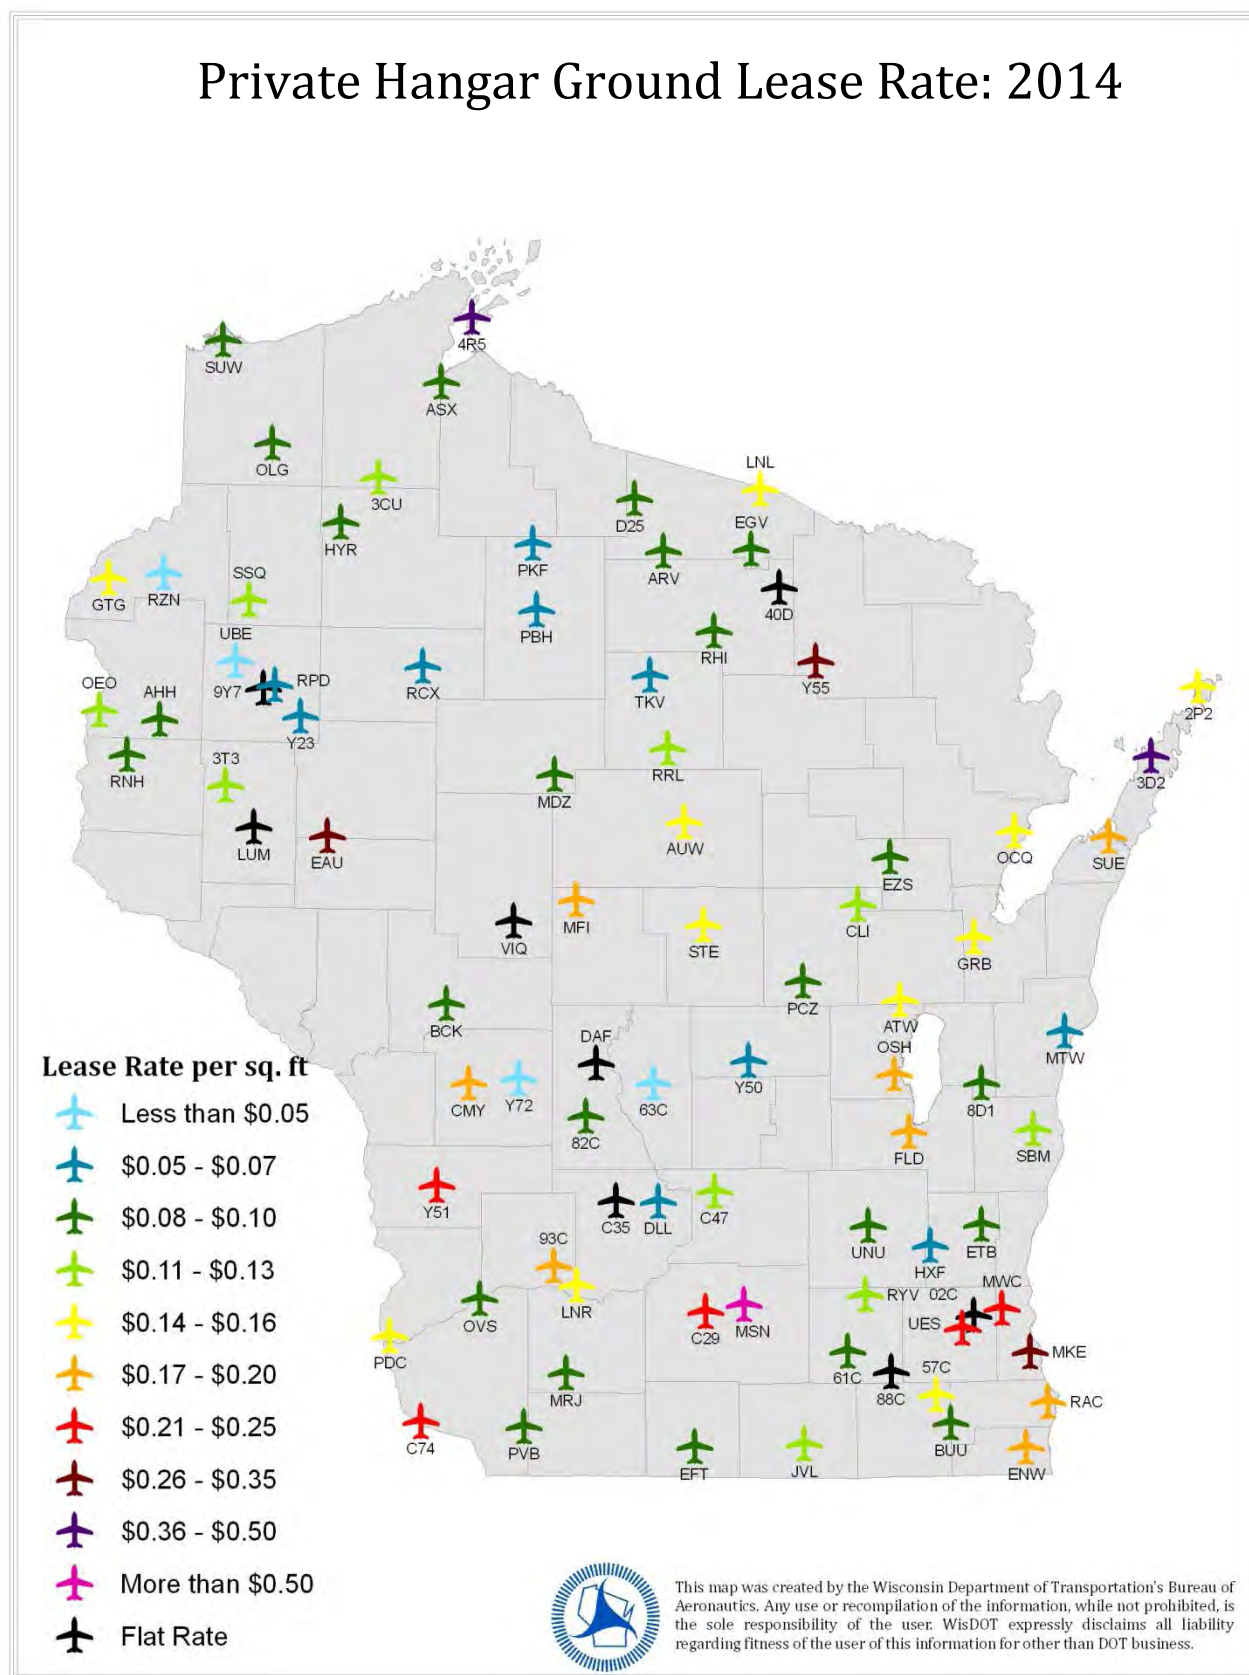 Private Hangar Ground Lease Rate: 2014
4R5
SUW
ASX
OLG
LNL
3CU
D25
EGV
HYR
PKF
ARV
SSQ
GTG
RZN
40D
UBE
PBH
RHI
OEO
AHH
9Y7
RPD
RCX
TKV
Y55
2P2
Y23
3T3
RNH
RRL
3D2
MDZ
LUM
EAU
AUW
OCQ
SUE
EZS
VIQ
MFI
STE
CLI
GRB
PCZ
BCK
ATW
DAF
OSH
MTW
CMY
Y72
63C
Y50
8D1
82C
FLD
SBM
Y51
C35
DLL
C47
93C
UNU
HXF
ETB
MWC
RYV
02C
LNR
OVS
UES
C29
MSN
PDC
MKE
61C
57C
88C
MRJ
RAC
C74
PVB
BUU
EFT
JVL
ENW
Lease Rate per sq. ft
Less than $0.05
$0.05 - $0.07
$0.08 - $0.10
$0.11 - $0.13
$0.14 - $0.16
$0.17 - $0.20
$0.21 - $0.25
$0.26 - $0.35
$0.36 - $0.50
More than $0.50
Flat Rate
This map was created by the Wisconsin Department of Transportation's Bureau of
Aeronautics. Any use or recompilation of the information, while not prohibited, is
the sole responsibility of the user. WisDOT expressly disclaims all liability
regarding fitness of the user of this information for other than DOT business.